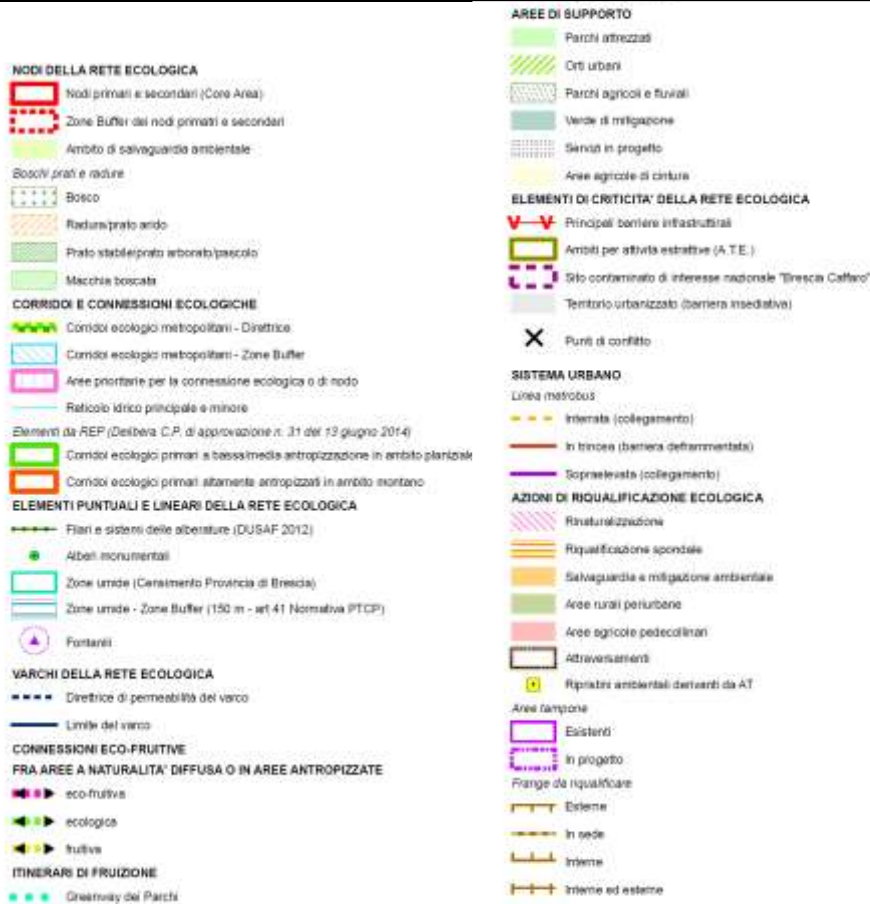 NODI DELLA RETE ECOLOGICA
Nodi primari e secondari (Core Area)
Zone Buffer dei nodi primatri e secondari
Ambito di salvaguardia ambientale
Boschi prati e radure
Bosco
Radura/prato arido
Prato stabile/prato arborato/pascolo
Macchia boscata
CORRIDOI E CONNESSIONI ECOLOGICHE
Corridoi ecologici metropolitani - Direttrice
Corridoi ecologici metropolitani - Zone Buffer
Aree prioritarie per la connessione ecologica o di nodo
Reticolo idrico principale e minore
Elementi da REP (Delibera C.P. di approvazione n. 31 del 13 giugno 2014)
Corridoi ecologici primari a bassa/media antropizzazione in ambito planiziale
Corridoi ecologici primari altamente antropizzati in ambito montano
ELEMENTI PUNTUALI E LINEARI DELLA RETE ECOLOGICA
Filari e sistemi delle alberature (DUSAF 2012)
Alberi monumentali
Zone umide (Censimento Provincia di Brescia)
Zone umide - Zone Buffer (150 m - art 41 Normativa PTCP)
Fontanili
VARCHI DELLA RETE ECOLOGICA
Direttrice di permeabilità del varco
Limite del varco
CONNESSIONI ECO-FRUITIVE
FRA AREE A NATURALITA' DIFFUSA O IN AREE ANTROPIZZATE
eco-fruitiva
ecologica
fruitiva
ITINERARI DI FRUIZIONE
Greenway dei Parchi
AREE DI SUPPORTO
Parchi attrezzati
Orti urbani
Parchi agricoli e fluviali
Verde di mitigazione
Servizi in progetto
Aree agricole di cintura
ELEMENTI DI CRITICITA' DELLA RETE ECOLOGICA
Principali barriere infrastruttirali
Ambiti per attività estrattive (A.T.E.)
Sito contaminato di interesse nazionale "Brescia Caffaro"
Territorio urbanizzato (barriera insediativa)
Punti di conflitto
SISTEMA URBANO
Linea metrobus
Interrata (collegamento)
In trincea (barriera deframmentata)
Sopraelevata (collegamento)
AZIONI DI RIQUALIFICAZIONE ECOLOGICA
Rinaturalizzazione
Riqualificazione spondale
Salvaguardia e mitigazione ambientale
Aree rurali periurbane
Aree agricole pedecollinari
Attraversamenti
Ripristini ambientali derivanti da AT
Aree tampone
Esistenti
In progetto
Frange da riqualificare
Esterne
In sede
Interne
Interne ed esterne